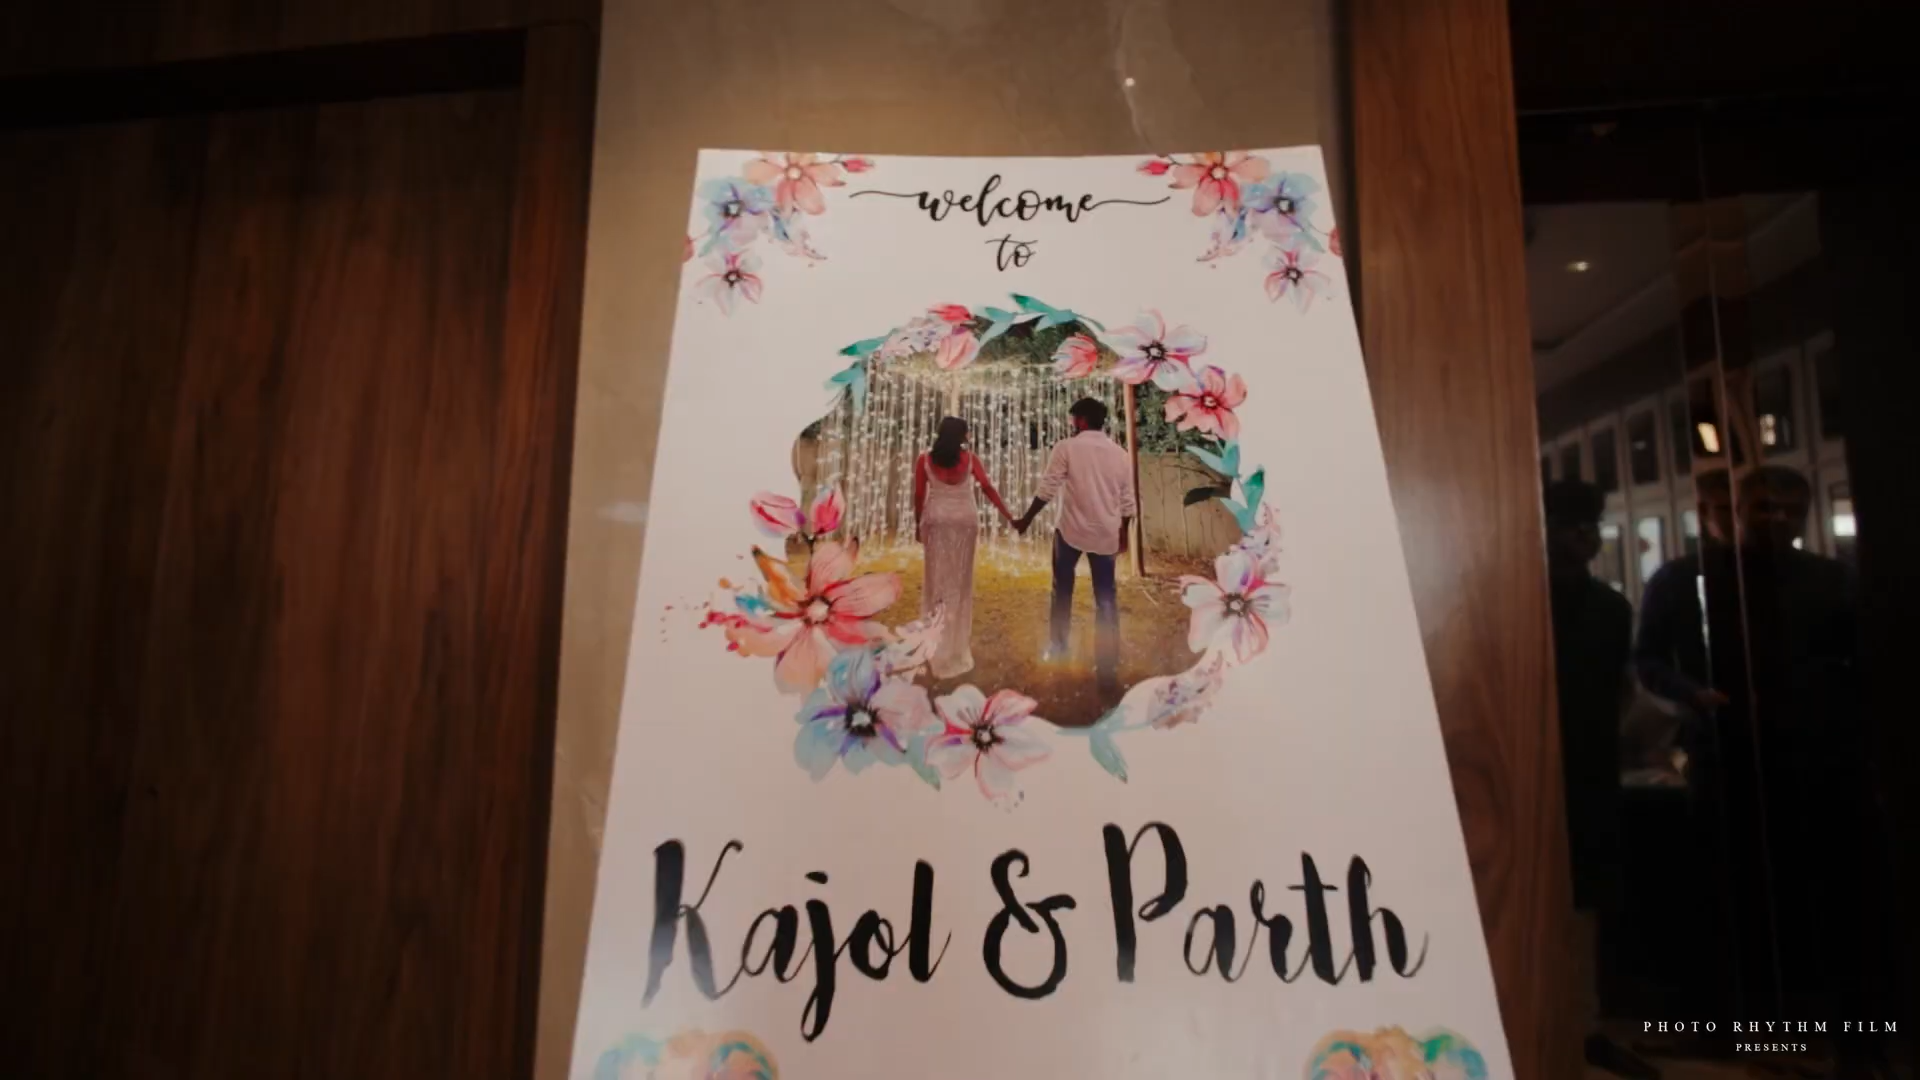 welcome
to
Kajol & Parth
PHOTO RHYTHM FILM
PRESENTS